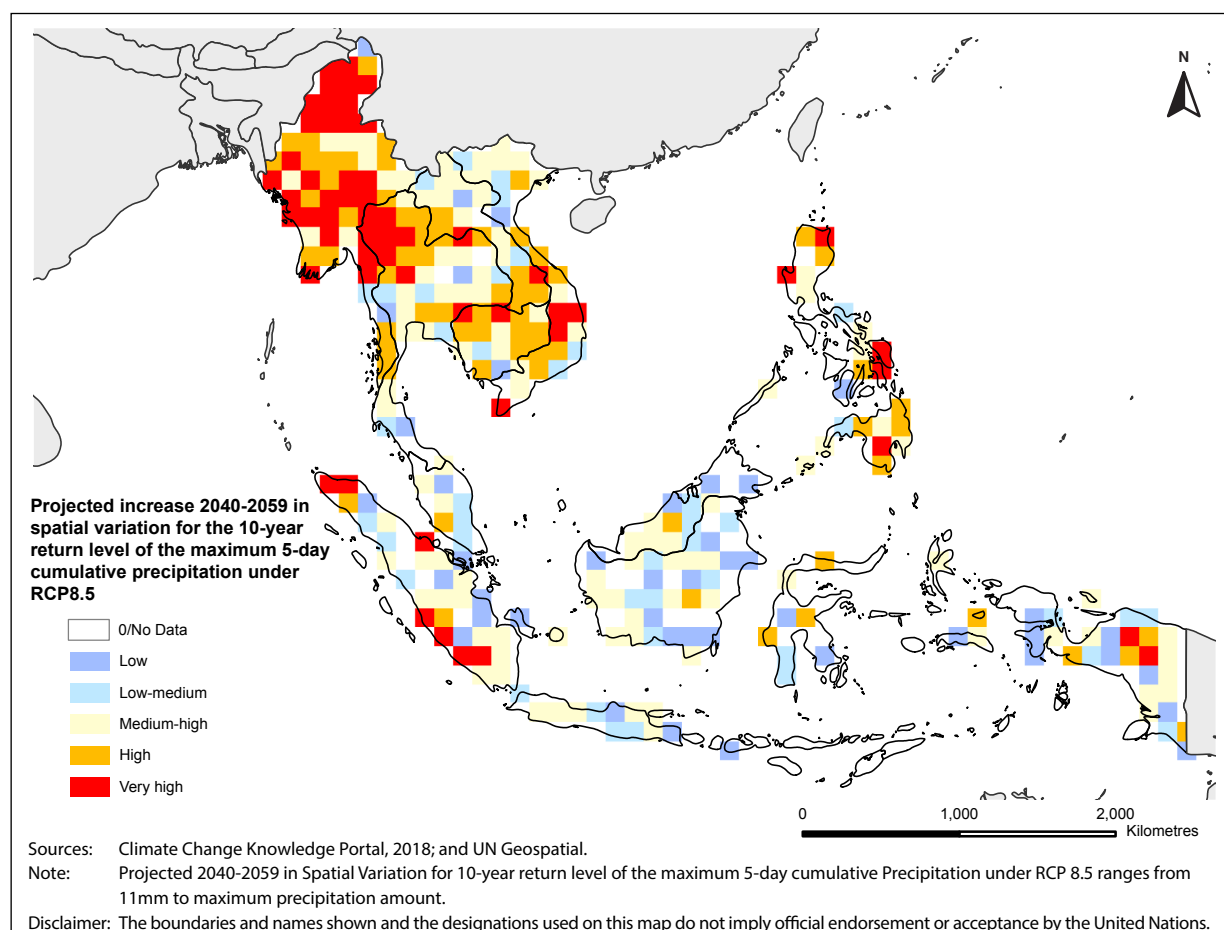 N
Projected increase 2040-2059 in
spatial variation for the 10-year
return level of the maximum 5-day
cumulative precipitation under
RCP8.5
0/No Data
Low
Low-medium
Medium-high
High
Very high
0 1,000 2,000
Kilometres
Sources: Climate Change Knowledge Portal, 2018; and UN Geospatial.
Note: Projected 2040-2059 in Spatial Variation for 10-year return level of the maximum 5-day cumulative Precipitation under RCP 8.5 ranges from
11mm to maximum precipitation amount.
Disclaimer: The boundaries and names shown and the designations used on this map do not imply official endorsement or acceptance by the United Nations.